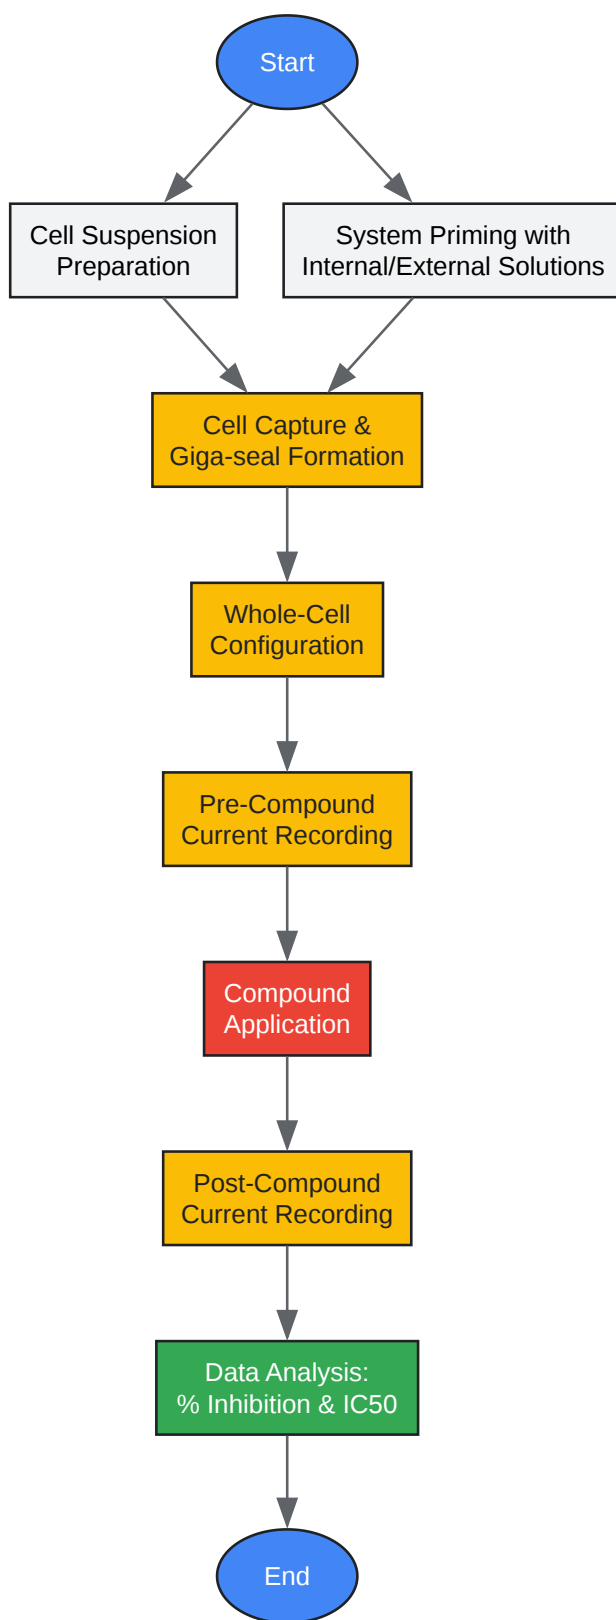 Start
Cell Suspension
Preparation
System Priming with
Internal/External Solutions
Cell Capture &
Giga-seal Formation
Whole-Cell
Configuration
Pre-Compound
Current Recording
Compound
Application
Post-Compound
Current Recording
Data Analysis:
% Inhibition & IC50
End